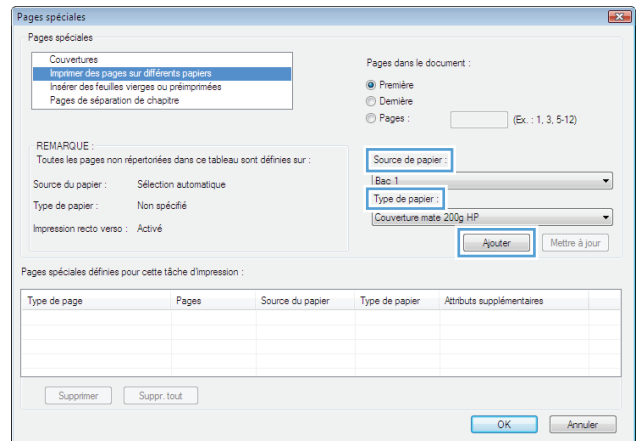 Pages spéciales
Pages spéciales
Couvertures
Imprimer des pages sur différents papiers
Insérer des feuilles vierges ou préimprimées
Pages de séparation de chapitre
Pages dans le document :
Première
Dernière
Pages : (Ex. : 1, 3, 5-12)
REMARQUE :
Toutes les pages non répertoriées dans ce tableau sont définies sur :
Source du papier : Sélection automatique
Type de papier : Non spécifié
Impression recto verso : Activé
Source de papier :
Bac 1
Type de papier :
Couverture mate 200g HP
Ajouter Mettre à jour
Pages spéciales définies pour cette tâche d'impression :
Type de page Pages Source du papier Type de papier Attributs supplémentaires
Supprimer Suppr. tout
OK Annuler